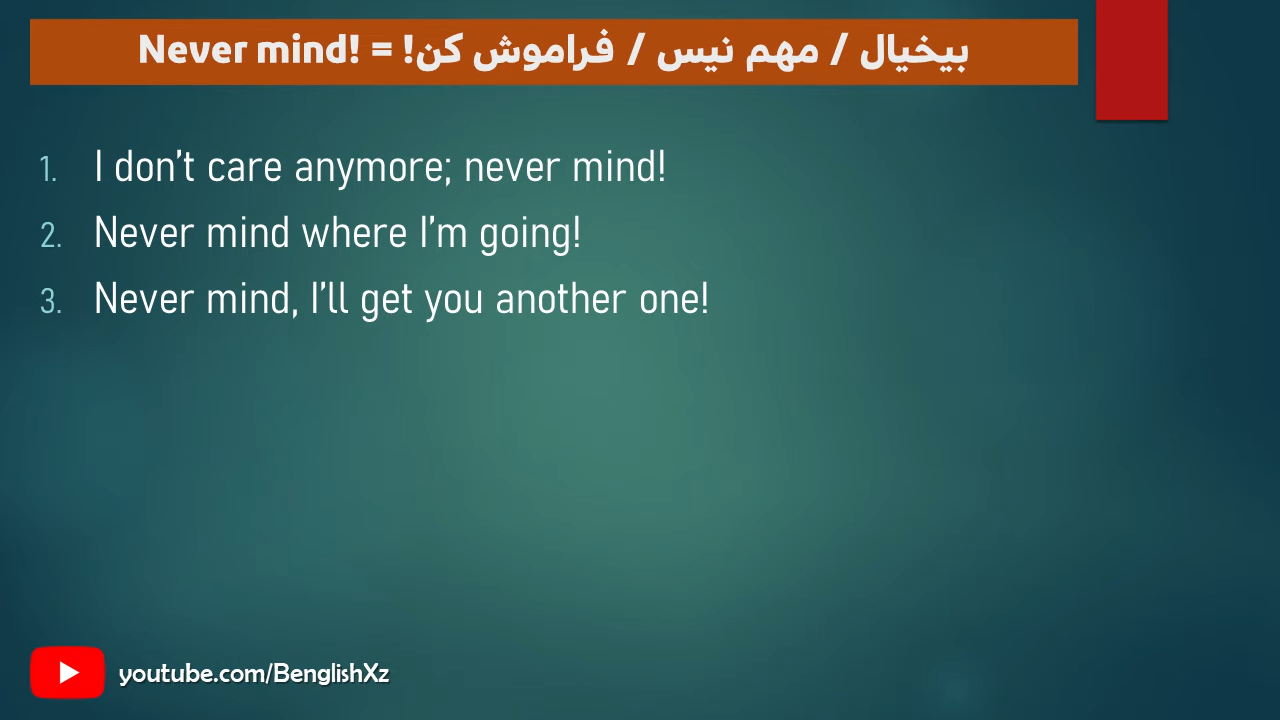 Never mind! = بیخیال / مهم نیس / فراموش کن!
1. I don't care anymore; never mind!
2. Never mind where I'm going!
3. Never mind, I'll get you another one!
youtube.com/BenglishXz